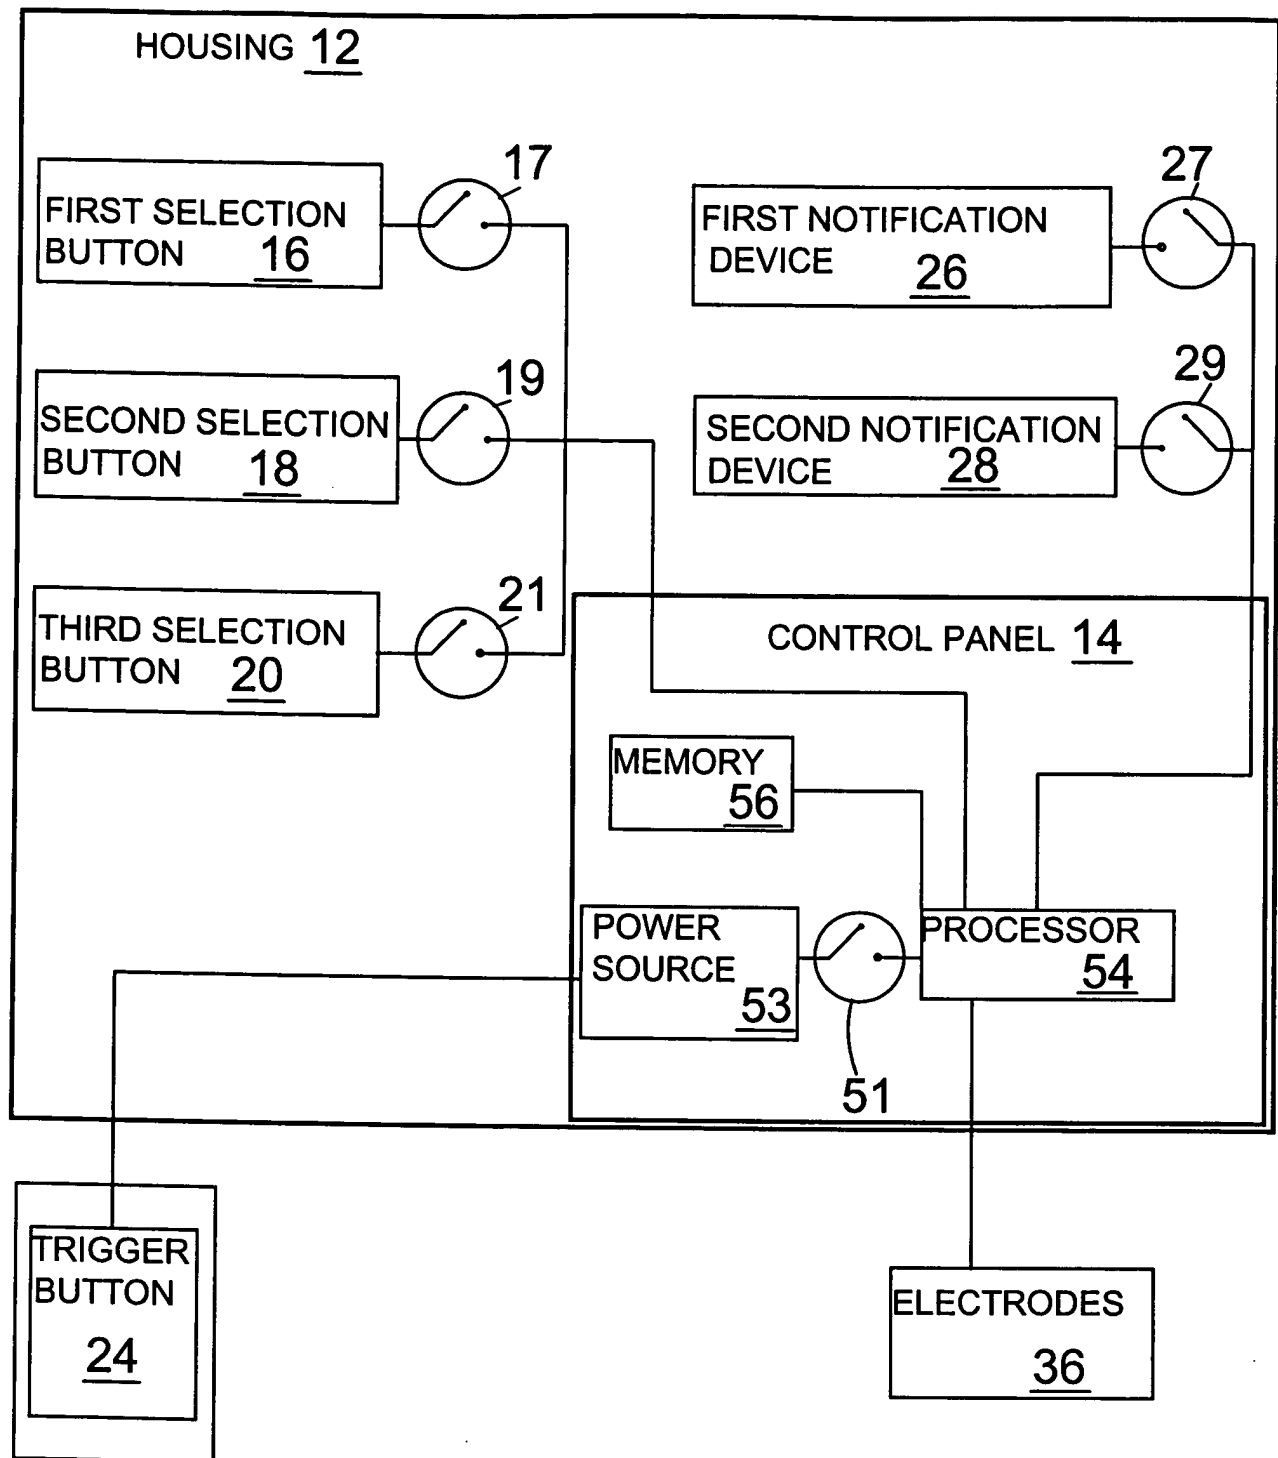 HOUSING 12
17
FIRST SELECTION
BUTTON 16
27
FIRST NOTIFICATION
DEVICE 26
19
SECOND SELECTION
BUTTON 18
29
SECOND NOTIFICATION
DEVICE 28
21
THIRD SELECTION
BUTTON 20
CONTROL PANEL 14
MEMORY
56
POWER
SOURCE
53
PROCESSOR
54
51
TRIGGER
BUTTON
24
ELECTRODES
36